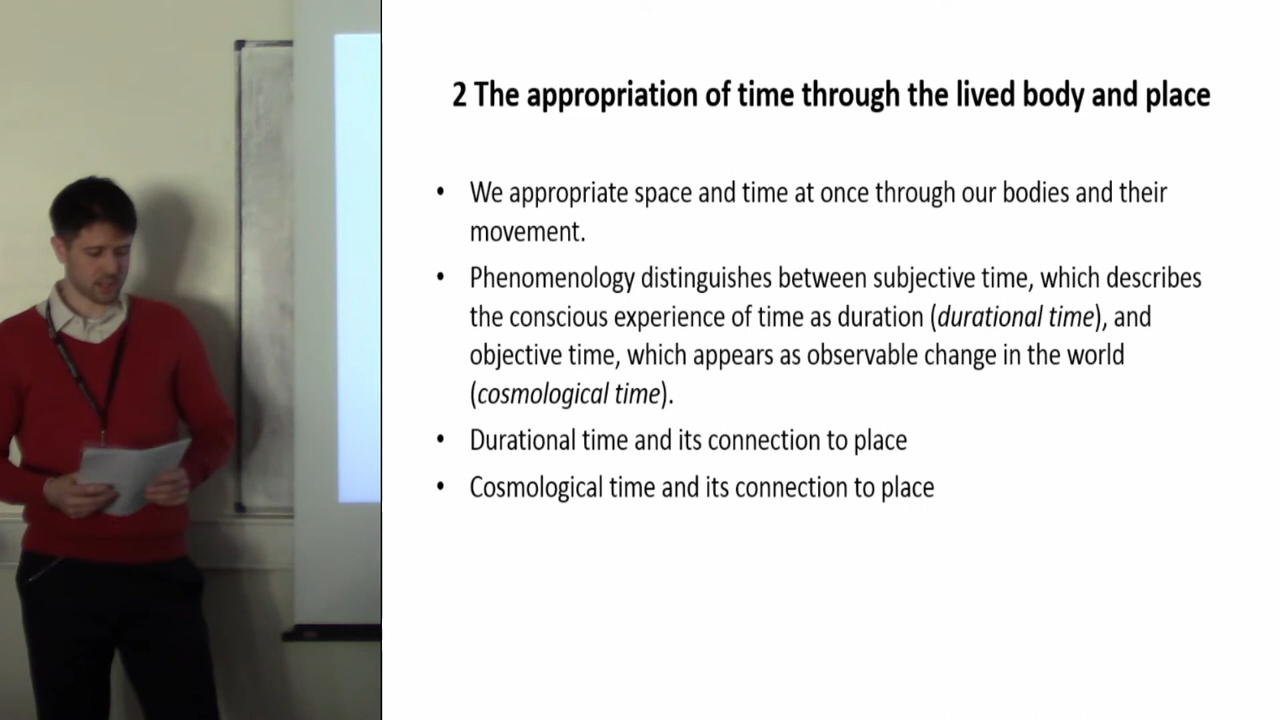 2 The appropriation of time through the lived body and place
• We appropriate space and time at once through our bodies and their
movement.
• Phenomenology distinguishes between subjective time, which describes
the conscious experience of time as duration (durational time), and
objective time, which appears as observable change in the world
(cosmological time).
• Durational time and its connection to place
• Cosmological time and its connection to place